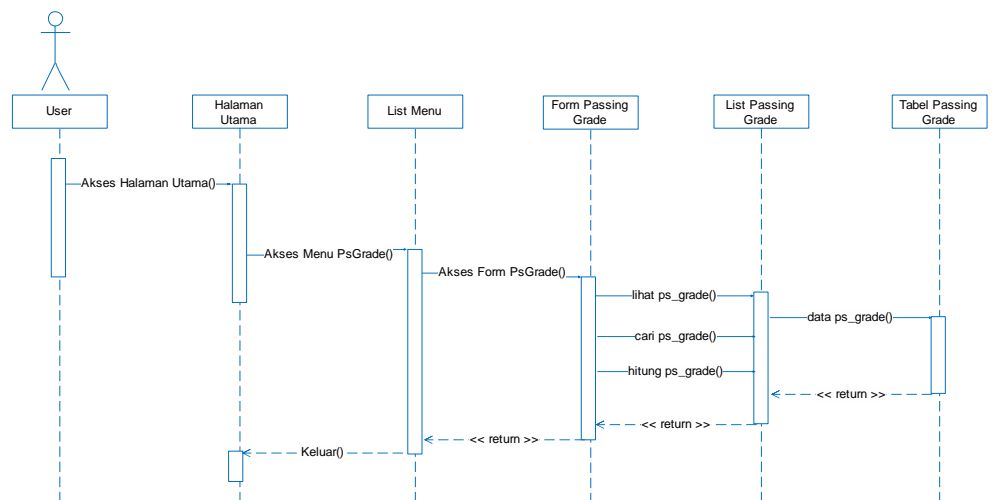 User
Halaman
Utama
List Menu
Form Passing
Grade
List Passing
Grade
Tabel Passing
Grade
Akses Halaman Utama()
Akses Menu PsGrade()
Akses Form PsGrade()
lihat ps_grade()
data ps_grade()
cari ps_grade()
hitung ps_grade()
<< return >>
<< return >>
<< return >>
Keluar()